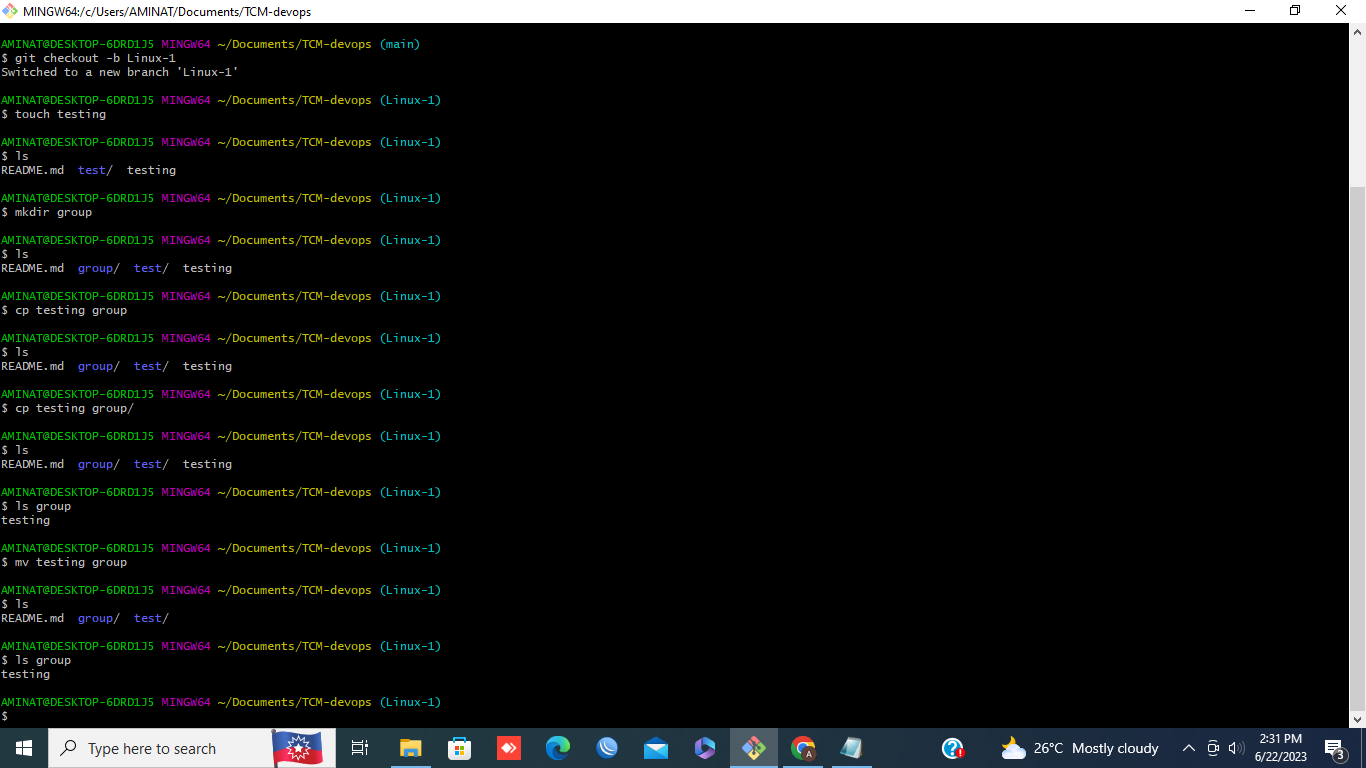 MINGW64:/c/Users/AMINAT/Documents/TCM-devops
AMINAT@DESKTOP-6DRD1J5 MINGW64 ~/Documents/TCM-devops (main)
$ git checkout -b Linux-1
Switched to a new branch 'Linux-1'
AMINAT@DESKTOP-6DRD1J5 MINGW64 ~/Documents/TCM-devops (Linux-1)
$ touch testing
AMINAT@DESKTOP-6DRD1J5 MINGW64 ~/Documents/TCM-devops (Linux-1)
$ ls
README.md  test/  testing
AMINAT@DESKTOP-6DRD1J5 MINGW64 ~/Documents/TCM-devops (Linux-1)
$ mkdir group
AMINAT@DESKTOP-6DRD1J5 MINGW64 ~/Documents/TCM-devops (Linux-1)
$ ls
README.md  group/  test/  testing
AMINAT@DESKTOP-6DRD1J5 MINGW64 ~/Documents/TCM-devops (Linux-1)
$ cp testing group
AMINAT@DESKTOP-6DRD1J5 MINGW64 ~/Documents/TCM-devops (Linux-1)
$ ls
README.md  group/  test/  testing
AMINAT@DESKTOP-6DRD1J5 MINGW64 ~/Documents/TCM-devops (Linux-1)
$ cp testing group/
AMINAT@DESKTOP-6DRD1J5 MINGW64 ~/Documents/TCM-devops (Linux-1)
$ ls
README.md  group/  test/  testing
AMINAT@DESKTOP-6DRD1J5 MINGW64 ~/Documents/TCM-devops (Linux-1)
$ ls group
testing
AMINAT@DESKTOP-6DRD1J5 MINGW64 ~/Documents/TCM-devops (Linux-1)
$ mv testing group
AMINAT@DESKTOP-6DRD1J5 MINGW64 ~/Documents/TCM-devops (Linux-1)
$ ls
README.md  group/  test/
AMINAT@DESKTOP-6DRD1J5 MINGW64 ~/Documents/TCM-devops (Linux-1)
$ ls group
testing
AMINAT@DESKTOP-6DRD1J5 MINGW64 ~/Documents/TCM-devops (Linux-1)
$
Type here to search
A
26°C Mostly cloudy
2:31 PM
6/22/2023
3